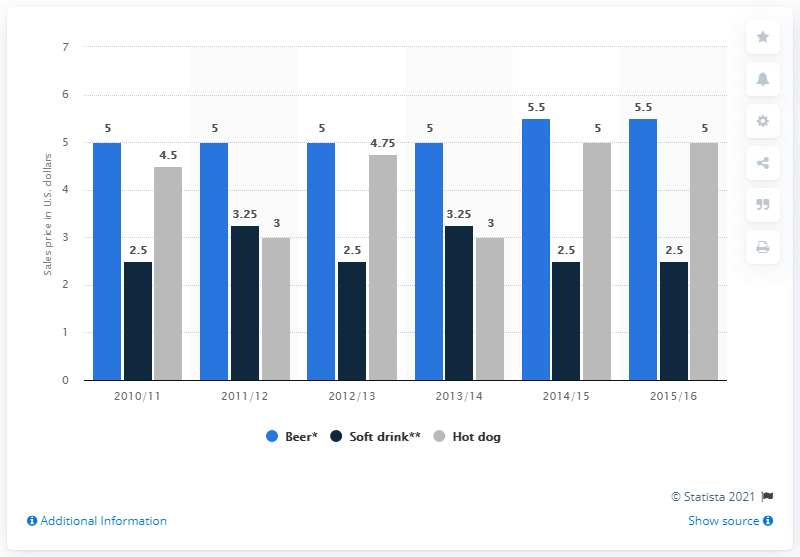 7
6
5
4
3
2
1
0
Sales price in U.S. dollars
5 2.5 4.5
5 3.25 3
5 2.5 4.75
5 3.25 3
5.5 2.5 5
5.5 2.5 5
2010/11 2011/12 2012/13 2013/14 2014/15 2015/16
Beer* Soft drink** Hot dog
© Statista 2021
Additional Information Show source